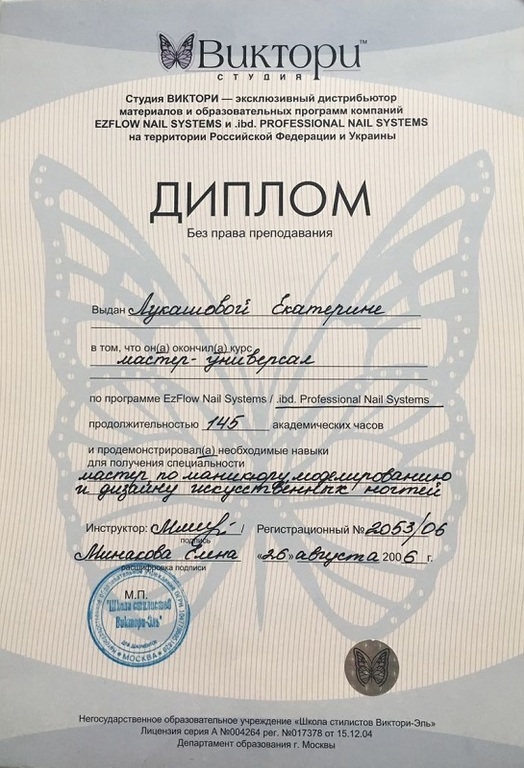 Виктори™
СТУДИЯ
Студия ВИКТОРИ — эксклюзивный дистрибьютор
материалов и образовательных программ компаний
EZFLOW NAIL SYSTEMS и .ibd. PROFESSIONAL NAIL SYSTEMS
на территории Российской Федерации и Украины
ДИПЛОМ
Без права преподавания
Выдан Лукашовой Екатерине
в том, что он(а) окончил(а) курс
мастер-универсал
по программе EzFlow Nail Systems / .ibd. Professional Nail Systems
продолжительностью 145 академических часов
и продемонстрировал(а) необходимые навыки
для получения специальности
мастер по маникюру, моделированию
и дизайну искусственных ногтей
Инструктор: / Регистрационный № 2053/06
подпись
Минасова Елена «26» августа 2006 г.
расшифровка подписи
М.П.
"Школа стилистов
Виктори-Эль"
для документов
МОСКВА
Негосударственное образовательное учреждение «Школа стилистов Виктори-Эль»
Лицензия серия А №004264 рег. №017378 от 15.12.04
Департамент образования г. Москвы